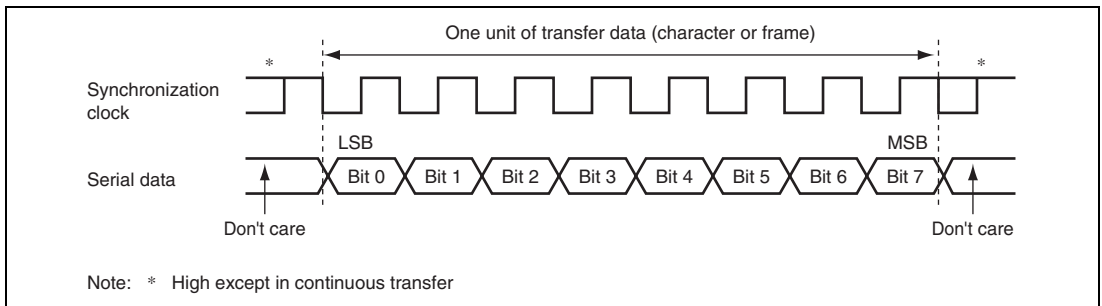 One unit of transfer data (character or frame)
* *
Synchronization
clock
LSB MSB
Serial data Bit 0 Bit 1 Bit 2 Bit 3 Bit 4 Bit 5 Bit 6 Bit 7
Don't care Don't care
Note: * High except in continuous transfer